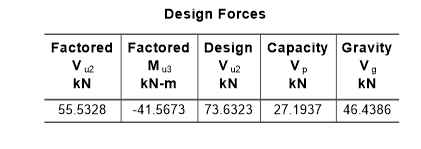 Design Forces
Factored Factored Design Capacity Gravity
V u2 M u3 V u2 V p V g
kN kN-m kN kN kN
55.5328 -41.5673 73.6323 27.1937 46.4386